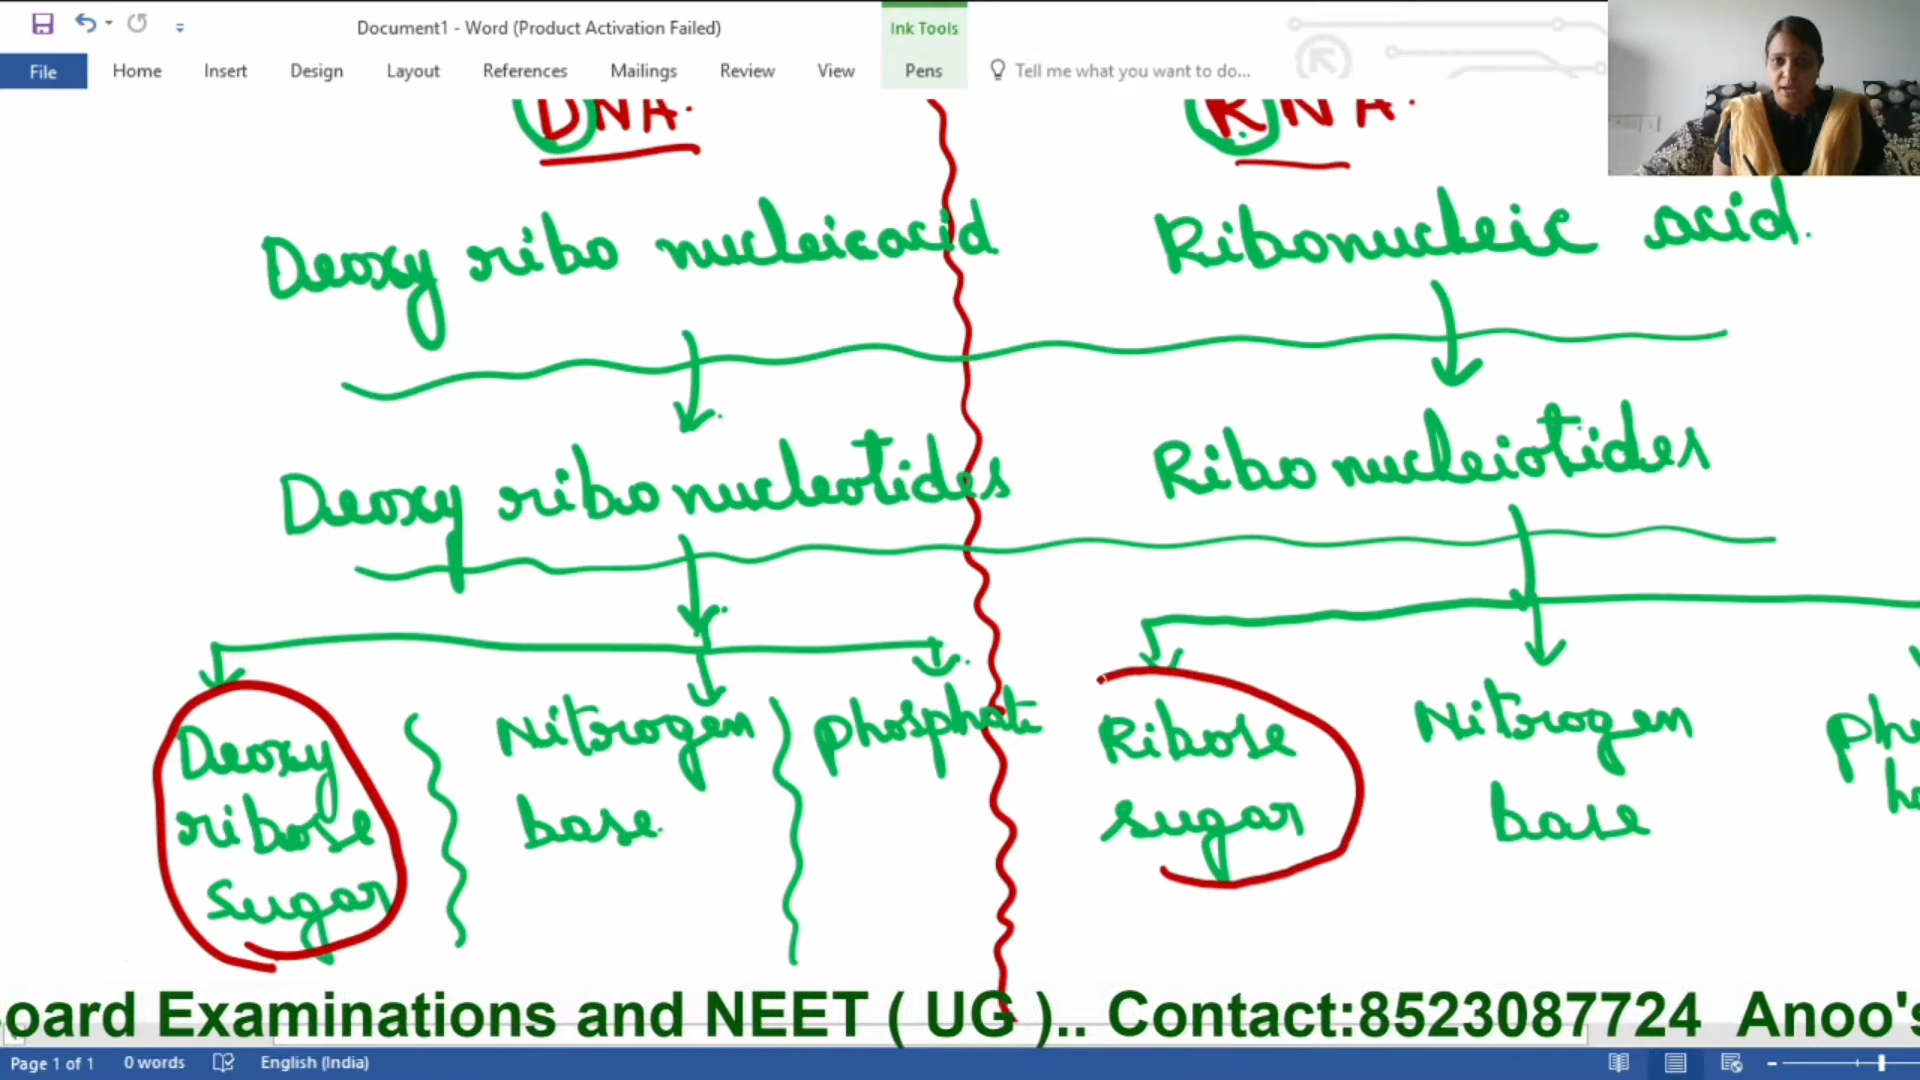 Document1 - Word (Product Activation Failed)
Ink Tools
File
Home
Insert
Design
Layout
References
Mailings
Review
View
Pens
Tell me what you want to do...
DNA.
RNA.
Deoxy ribo nucleicacid
Ribonucleic acid.
Deoxy ribo nucleotides
Ribo nucleiotides
Deoxy
ribose
sugar
Nitrogen
base.
phosphate
Ribose
sugar
Nitrogen
base
oard Examinations and NEET ( UG ).. Contact:8523087724 Anoo's
Page 1 of 1
0 words
English (India)